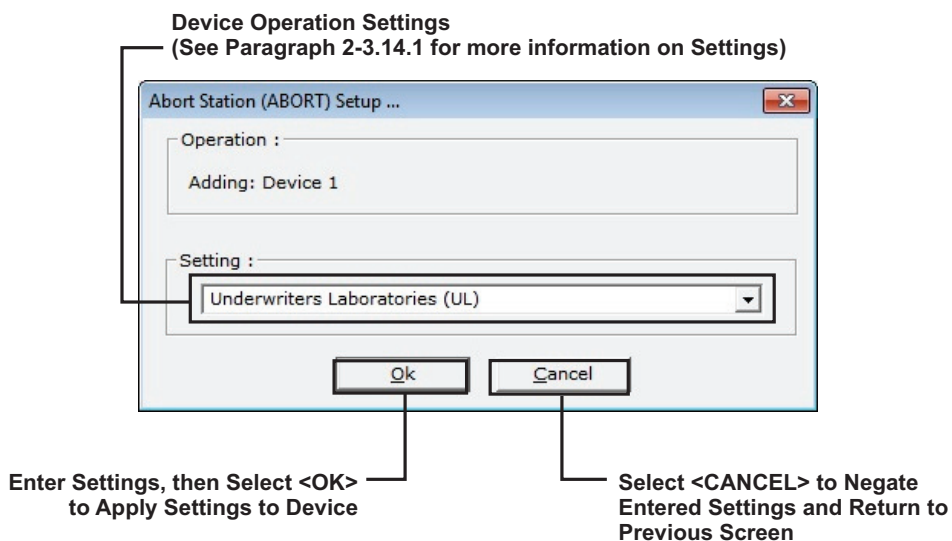 Device Operation Settings
(See Paragraph 2-3.14.1 for more information on Settings)
Abort Station (ABORT) Setup ...
Operation :
Adding: Device 1
Setting :
Underwriters Laboratories (UL)
Ok
Cancel
Enter Settings, then Select <OK>
to Apply Settings to Device
Select <CANCEL> to Negate
Entered Settings and Return to
Previous Screen